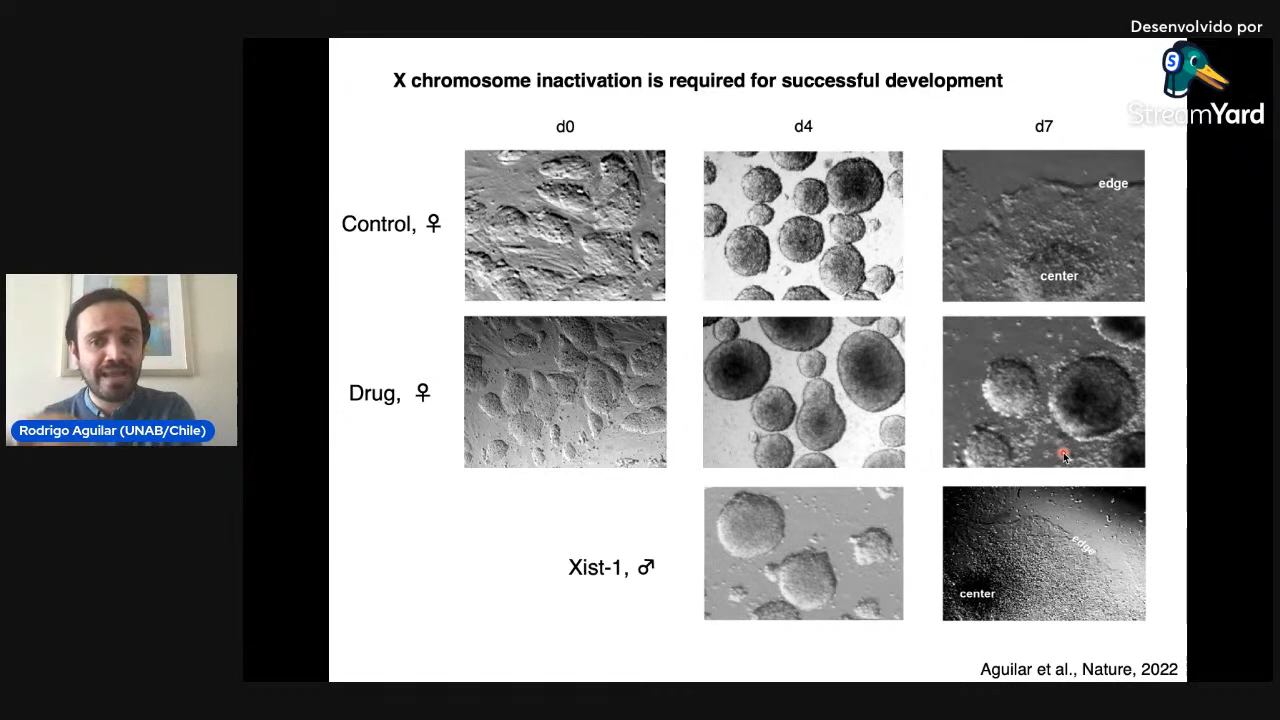 Desenvolvido por
StreamYard
X chromosome inactivation is required for successful development
d0 d4 d7
Control, ♀
edge
center
Drug, ♀
Xist-1, ♂
edge
center
Aguilar et al., Nature, 2022
Rodrigo Aguilar (UNAB/Chile)